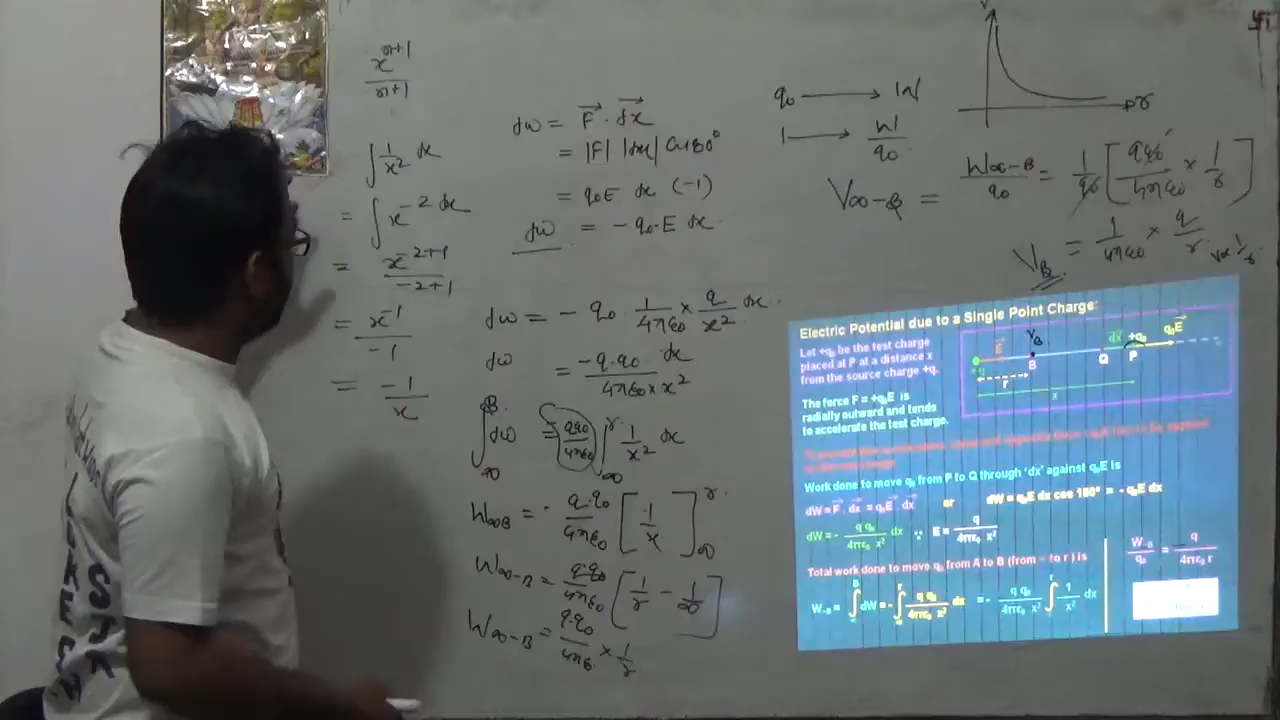 x^(n+1) / (n+1)
∫ 1/x² dx
= ∫ x^(-2) dx
= x^(-2+1) / (-2+1)
= x^(-1) / -1
= -1 / x
dw = F⃗ . dx⃗
= |F| |dx| Cos180°
= q₀E dx (-1)
dw = - q₀.E dx
dw = - q₀ 1/4πε₀ × q/x² dx
dw = -q.q₀ dx / 4πε₀ × x²
W∞-B = q.q₀/4πε₀ [1/r - 1/∞]
W∞-B = q.q₀/4πε₀ × 1/r
q₀ → W
1 → W/q₀
V
r
V∞-B = W∞-B/q₀ = 1/q₀ [qq₀/4πε₀ × 1/r]
V_B = 1/4πε₀ × q/r
Electric Potential due to a Single Point Charge:
Let +q₀ be the test charge
placed at P at a distance x
from the source charge +q.
The force F = +q₀E is
radially outward and tends
to accelerate the test charge.
E⃗ V_B dx⃗ +q₀ q₀E⃗
+q B Q P
r
x
Work done to move q₀ from P to Q through 'dx' against q₀E is
dW = F⃗ . dx⃗ = q₀E⃗ . dx⃗ or dW = q₀E dx cos 180° = - q₀E dx
dW = - q q₀ / 4πε₀ x² dx ∵ E = q / 4πε₀ x²
Total work done to move q₀ from A to B (from ∞ to r) is